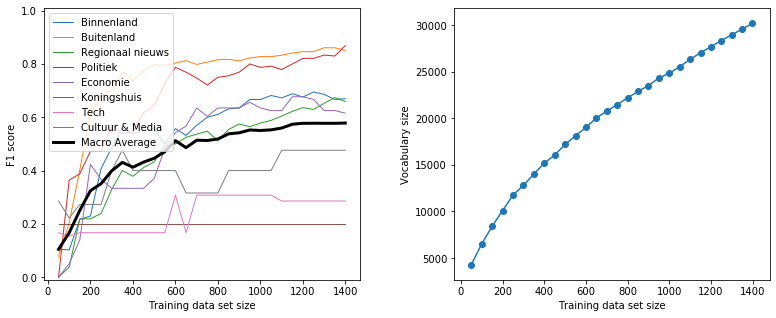 1.0
0.8
0.6
0.4
0.2
0.0
F1 score
Binnenland
Buitenland
Regionaal nieuws
Politiek
Economie
Koningshuis
Tech
Cultuur & Media
Macro Average
0 200 400 600 800 1000 1200 1400
Training data set size
30000
25000
20000
15000
10000
5000
Vocabulary size
0 200 400 600 800 1000 1200 1400
Training data set size